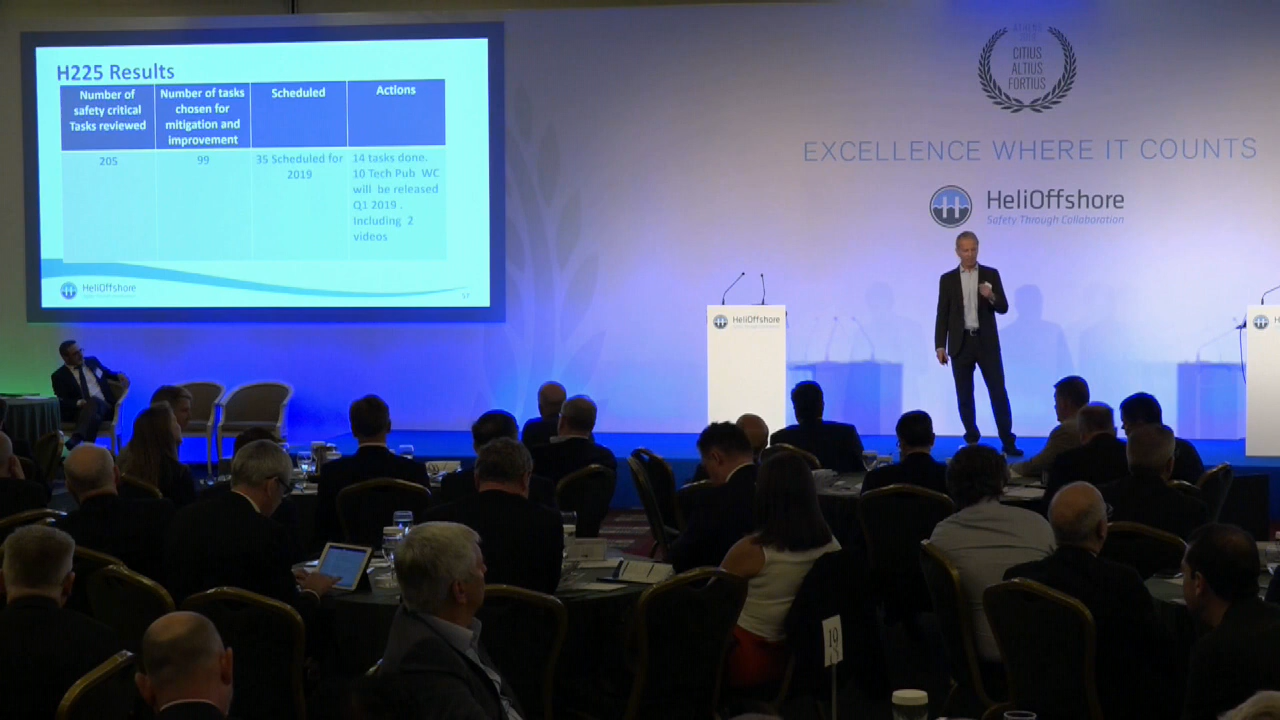 H225 Results
Number of
safety critical
Tasks reviewed
Number of tasks
chosen for
mitigation and
improvement
Scheduled
Actions
205
99
35 Scheduled for
2019
14 tasks done.
10 Tech Pub WC
will be released
Q1 2019 .
Including 2
videos
HeliOffshore
57
CITIUS
ALTIUS
FORTIUS
EXCELLENCE WHERE IT COUNTS
HeliOffshore
Safety Through Collaboration
HeliOffshore
H
19